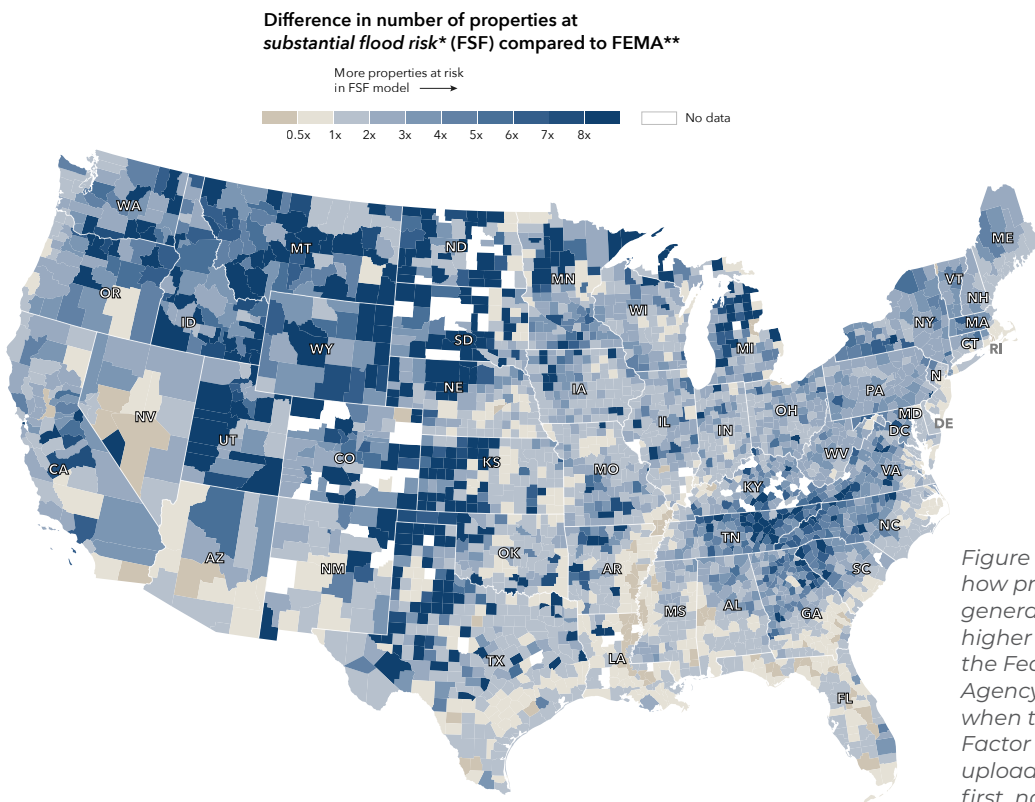 Difference in number of properties at
substantial flood risk* (FSF) compared to FEMA**
More properties at risk
in FSF model
0.5x 1x 2x 3x 4x 5x 6x 7x 8x
No data
WA
MT
ND
MN
ME
OR
ID
WY
SD
WI
MI
VT
NH
NY
MA
CT
RI
NV
UT
CO
NE
IA
IL
IN
OH
PA
N
MD
DC
DE
CA
KS
MO
KY
WV
VA
AZ
NM
OK
AR
TN
NC
SC
TX
LA
MS
AL
GA
FL
Figure
how pr
genera
higher
the Fed
Agency
when t
Factor
upload
first, no